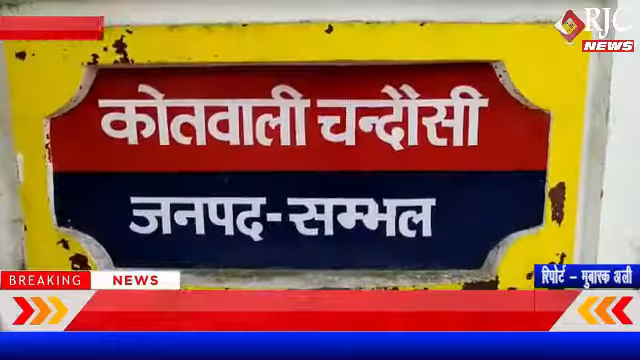 RJC
NEWS
कोतवाली चन्दौसी
जनपद-सम्भल
रिपोर्ट – मुबारक अली
BREAKING NEWS